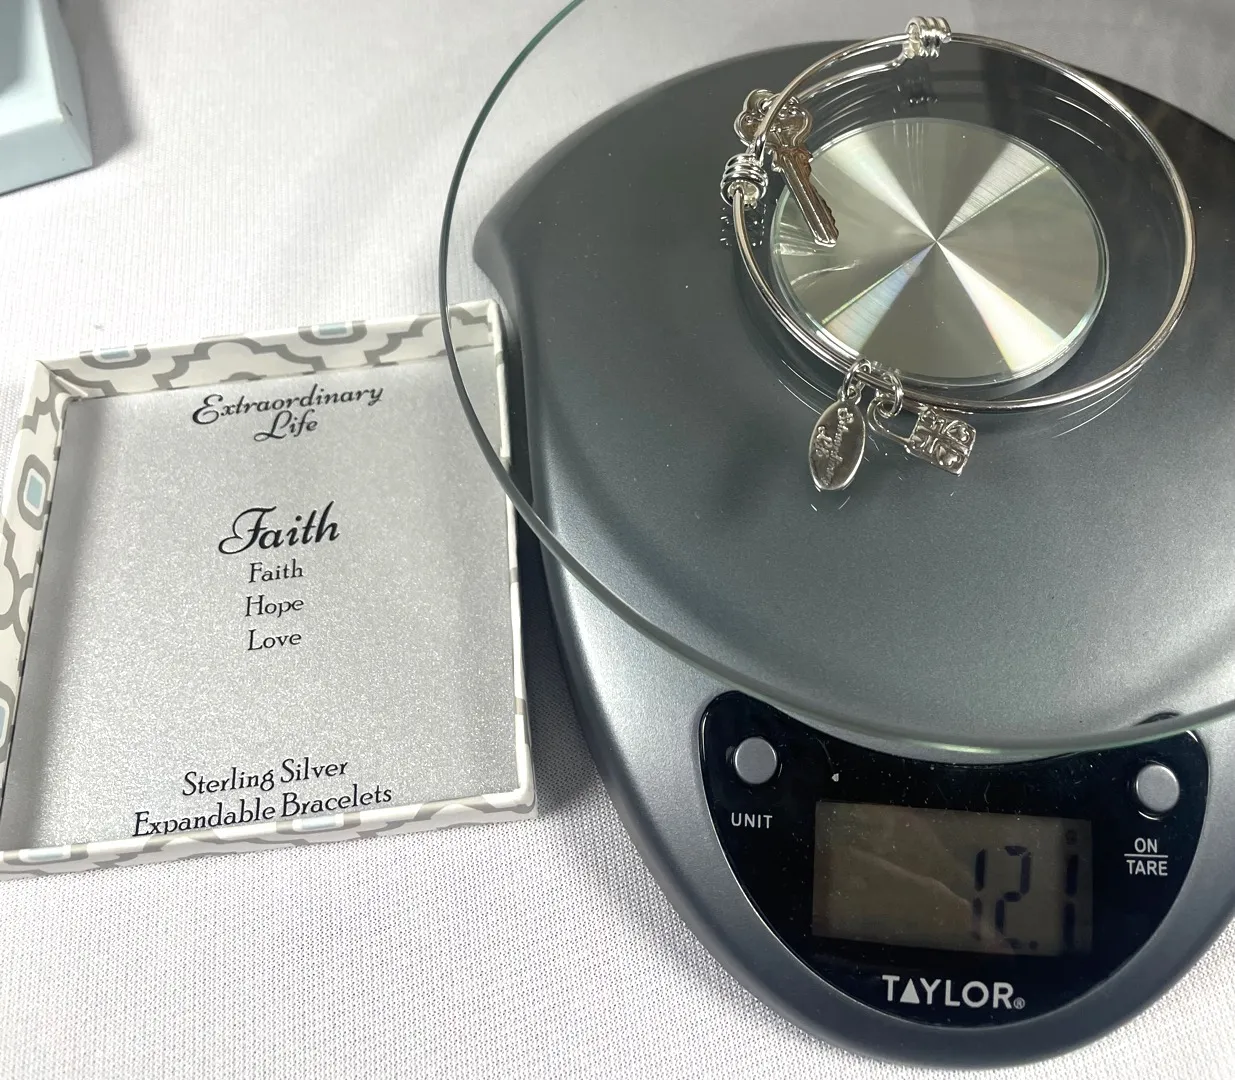 Extraordinary
Life
Faith
Faith
Hope
Love
Sterling Silver
Expandable Bracelets
UNIT
ON
TARE
12.1
TAYLOR®